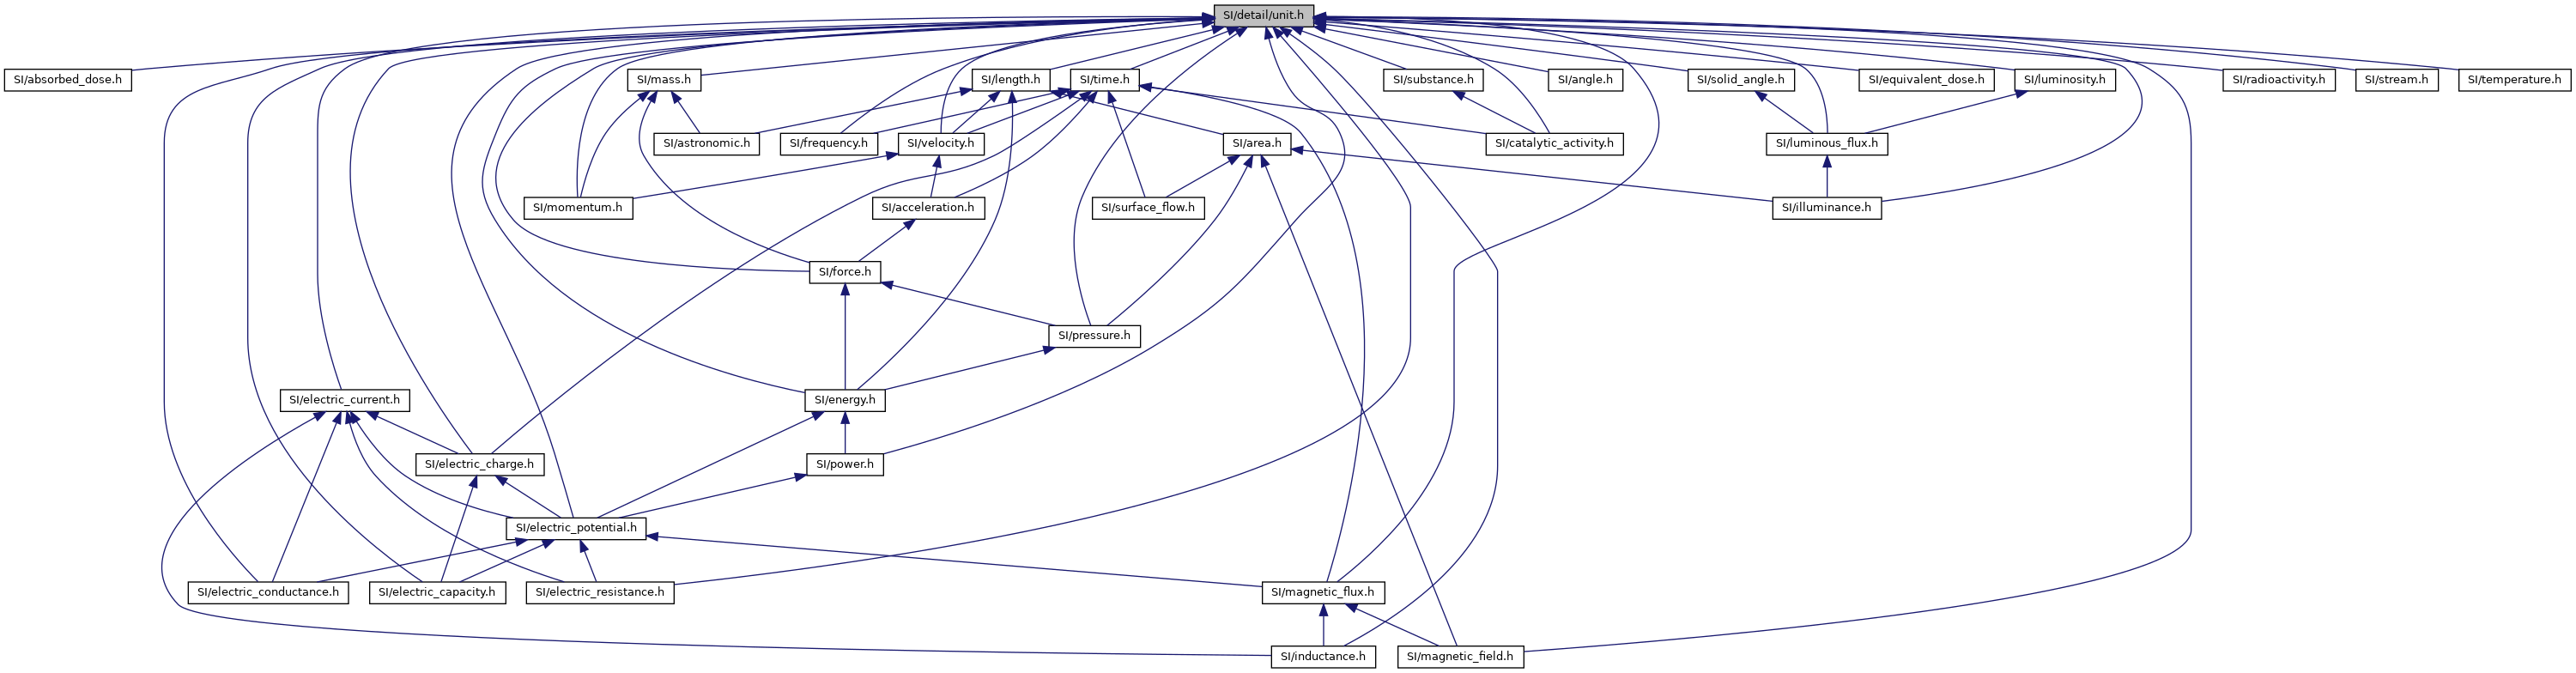 SI/detail/unit.h
SI/absorbed_dose.h
SI/mass.h
SI/length.h
SI/time.h
SI/substance.h
SI/angle.h
SI/solid_angle.h
SI/equivalent_dose.h
SI/luminosity.h
SI/radioactivity.h
SI/stream.h
SI/temperature.h
SI/astronomic.h
SI/frequency.h
SI/velocity.h
SI/area.h
SI/catalytic_activity.h
SI/luminous_flux.h
SI/momentum.h
SI/acceleration.h
SI/surface_flow.h
SI/illuminance.h
SI/force.h
SI/pressure.h
SI/electric_current.h
SI/energy.h
SI/electric_charge.h
SI/power.h
SI/electric_potential.h
SI/electric_conductance.h
SI/electric_capacity.h
SI/electric_resistance.h
SI/magnetic_flux.h
SI/inductance.h
SI/magnetic_field.h